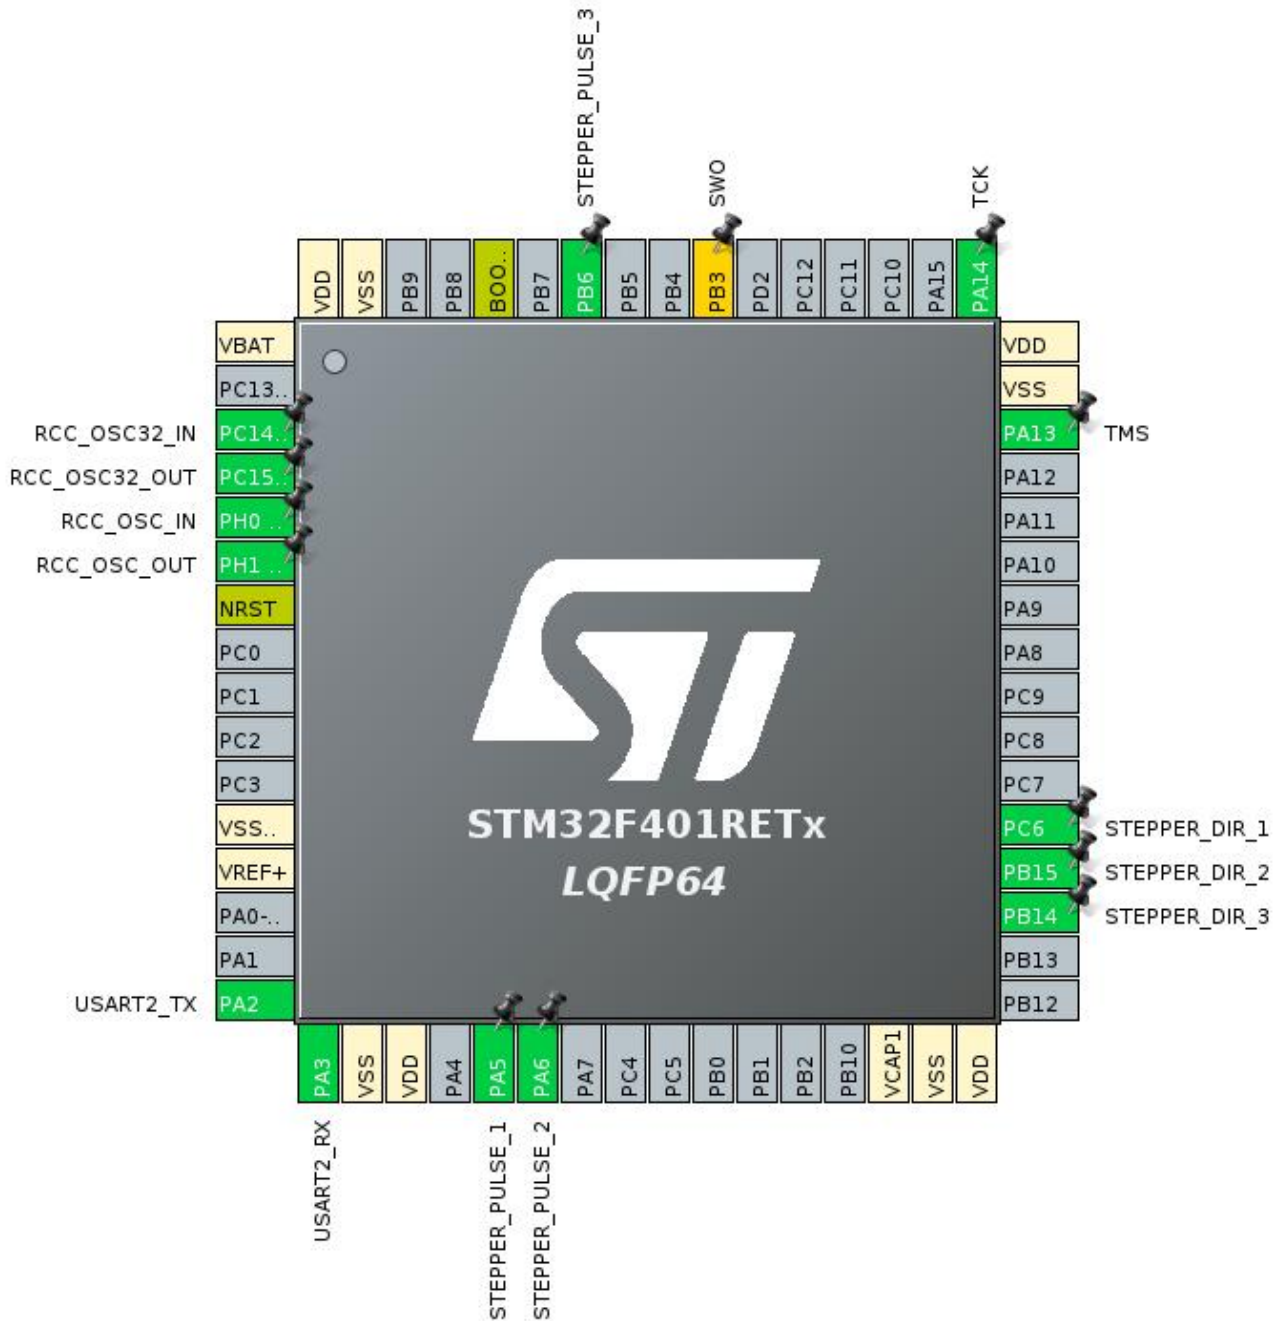 STEPPER_PULSE_3
SWO
TCK
VDD
VSS
PB9
PB8
BOO..
PB7
PB6
PB5
PB4
PB3
PD2
PC12
PC11
PC10
PA15
PA14
VBAT
PC13..
RCC_OSC32_IN PC14..
RCC_OSC32_OUT PC15..
RCC_OSC_IN PH0 ..
RCC_OSC_OUT PH1 ..
NRST
PC0
PC1
PC2
PC3
VSS..
VREF+
PA0-..
PA1
USART2_TX PA2
ST
STM32F401RETx
LQFP64
VDD
VSS
PA13 TMS
PA12
PA11
PA10
PA9
PA8
PC9
PC8
PC7
PC6 STEPPER_DIR_1
PB15 STEPPER_DIR_2
PB14 STEPPER_DIR_3
PB13
PB12
PA3
VSS
VDD
PA4
PA5
PA6
PA7
PC4
PC5
PB0
PB1
PB2
PB10
VCAP1
VSS
VDD
USART2_RX
STEPPER_PULSE_1
STEPPER_PULSE_2